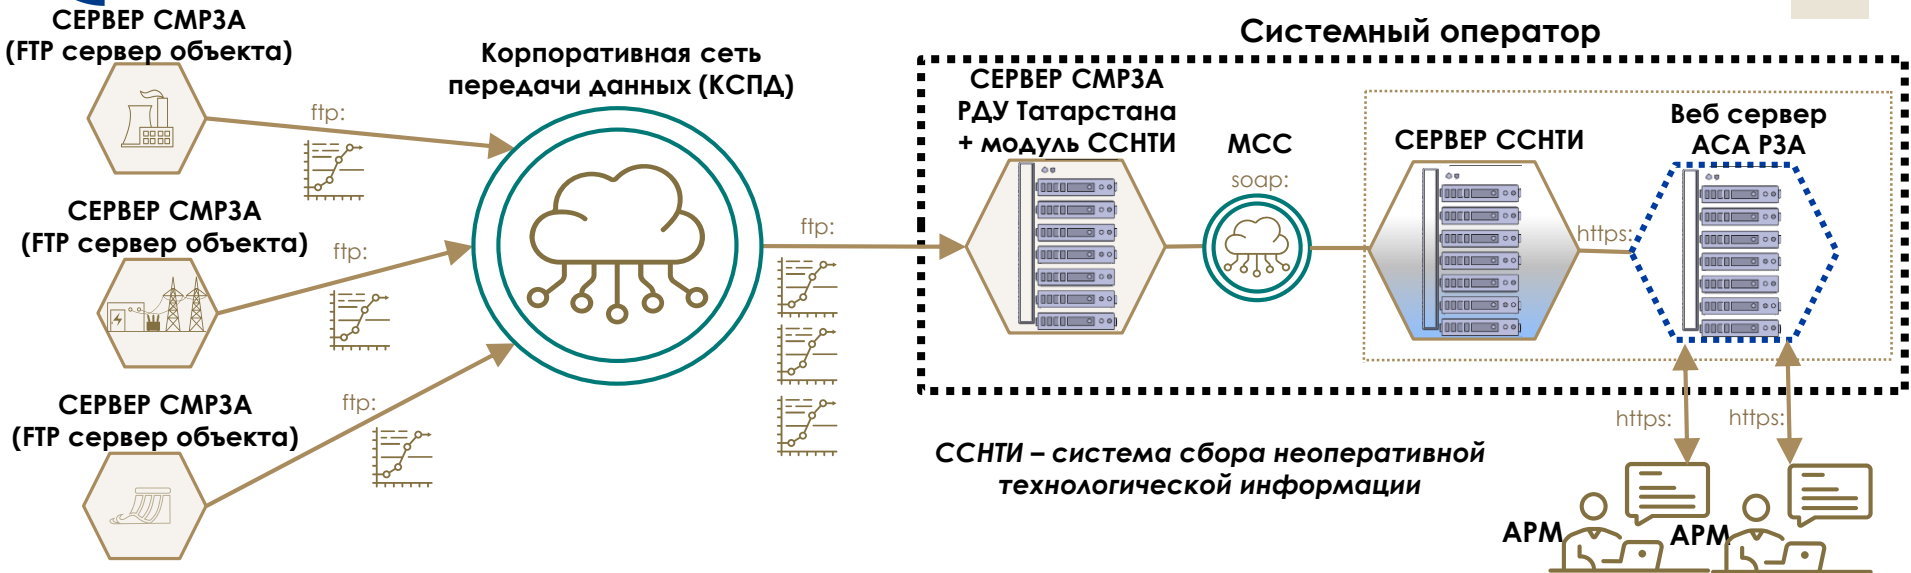 СЕРВЕР СМРЗА
(FTP сервер объекта)
ftp:
СЕРВЕР СМРЗА
(FTP сервер объекта)
ftp:
СЕРВЕР СМРЗА
(FTP сервер объекта)
ftp:
Корпоративная сеть
передачи данных (КСПД)
ftp:
Системный оператор
СЕРВЕР СМРЗА
РДУ Татарстана
+ модуль ССНТИ
МСС
soap:
СЕРВЕР ССНТИ
https:
Веб сервер
АСА РЗА
https:
https:
ССНТИ – система сбора неоперативной
технологической информации
АРМ
АРМ